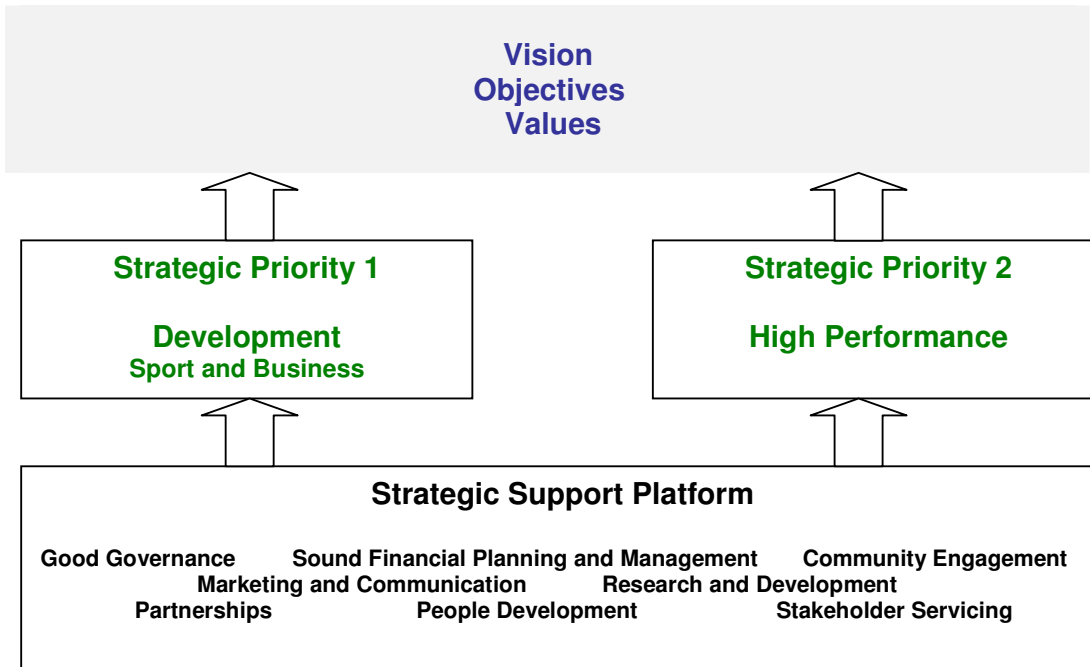 Vision
Objectives
Values
Strategic Priority 1
Development
Sport and Business
Strategic Priority 2
High Performance
Strategic Support Platform
Good Governance Sound Financial Planning and Management Community Engagement
Marketing and Communication Research and Development
Partnerships People Development Stakeholder Servicing